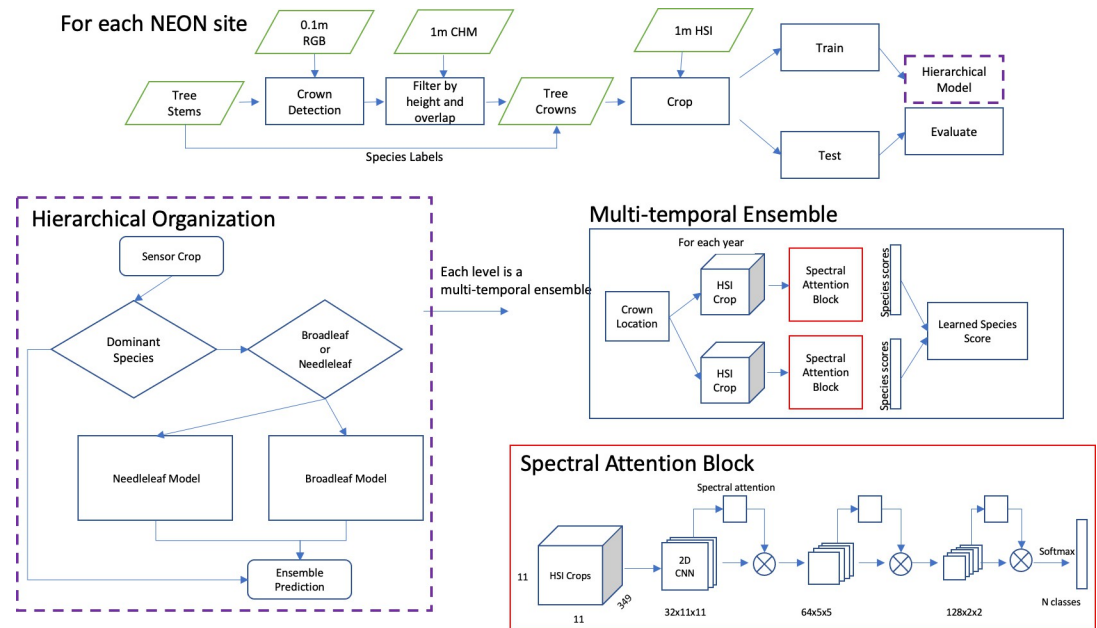 For each NEON site
0.1m
RGB
1m CHM
1m HSI
Train
Tree
Stems
Crown
Detection
Filter by
height and
overlap
Tree
Crowns
Crop
Hierarchical
Model
Evaluate
Test
Species Labels
Hierarchical Organization
Sensor Crop
Dominant
Species
Broadleaf
or
Needleleaf
Needleleaf Model
Broadleaf Model
Ensemble
Prediction
Each level is a
multi-temporal ensemble
Multi-temporal Ensemble
For each year
Crown
Location
HSI
Crop
Spectral
Attention
Block
Species scores
HSI
Crop
Spectral
Attention
Block
Species scores
Learned Species
Score
Spectral Attention Block
Spectral attention
HSI Crops
11
11
349
2D
CNN
32x11x11
64x5x5
128x2x2
Softmax
N classes